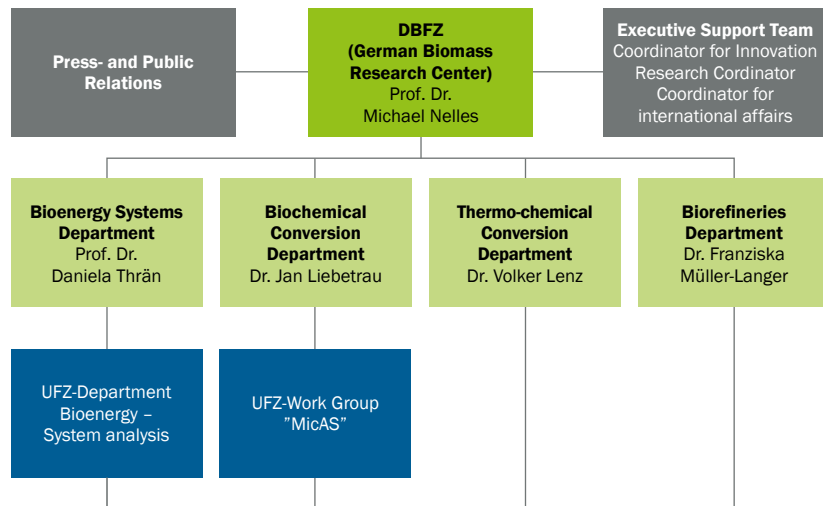 Press- and Public
Relations
DBFZ
(German Biomass
Research Center)
Prof. Dr.
Michael Nelles
Executive Support Team
Coordinator for Innovation
Research Cordinator
Coordinator for
international affairs
Bioenergy Systems
Department
Prof. Dr.
Daniela Thrän
Biochemical
Conversion
Department
Dr. Jan Liebetrau
Thermo-chemical
Conversion
Department
Dr. Volker Lenz
Biorefineries
Department
Dr. Franziska
Müller-Langer
UFZ-Department
Bioenergy –
System analysis
UFZ-Work Group
”MicAS”